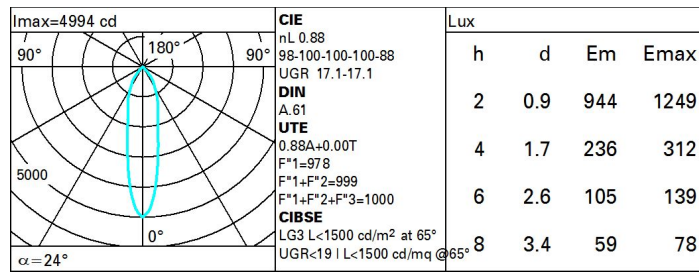 Imax=4994 cd
90° 180° 90°
5000
0°
α=24°
CIE
nL 0.88
98-100-100-100-88
UGR 17.1-17.1
DIN
A.61
UTE
0.88A+0.00T
F"1=978
F"1+F"2=999
F"1+F"2+F"3=1000
CIBSE
LG3 L<1500 cd/m² at 65°
UGR<19 | L<1500 cd/mq @65°
Lux
h d Em Emax
2 0.9 944 1249
4 1.7 236 312
6 2.6 105 139
8 3.4 59 78